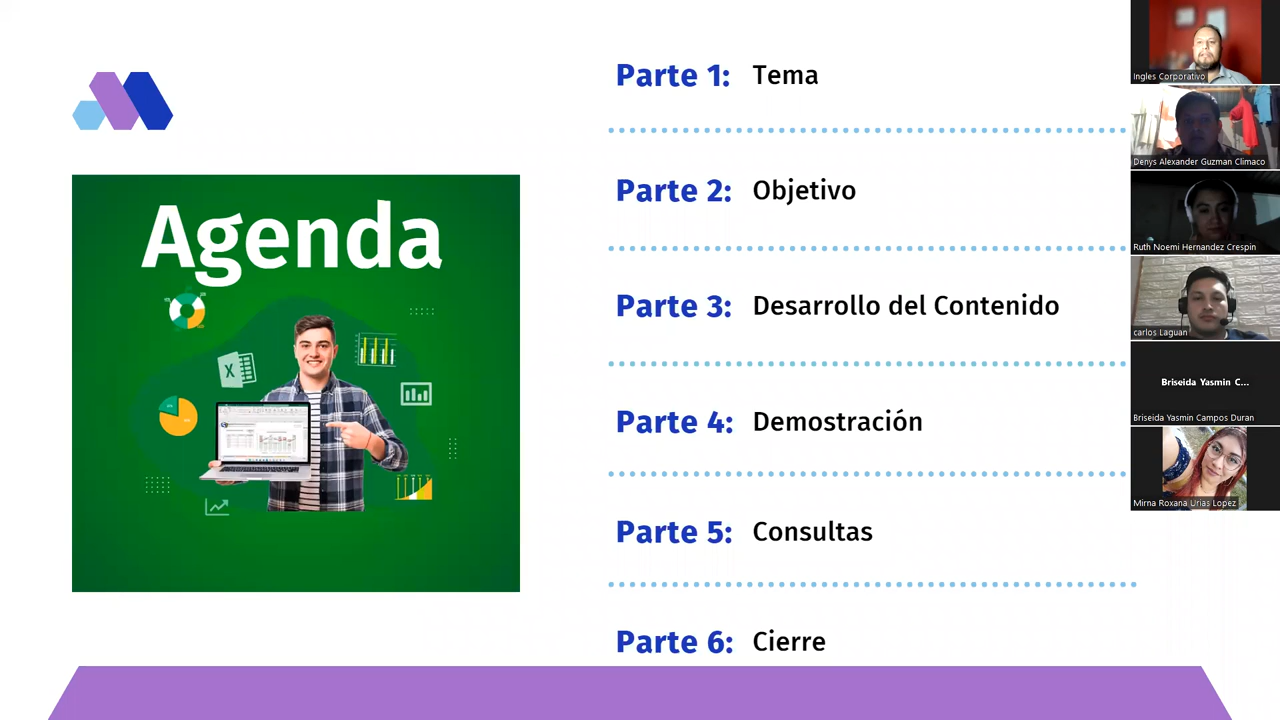 Agenda
Parte 1: Tema
Parte 2: Objetivo
Parte 3: Desarrollo del Contenido
Parte 4: Demostración
Parte 5: Consultas
Parte 6: Cierre
Ingles Corporativo
Denys Alexander Guzman Climaco
Ruth Noemi Hernandez Crespin
carlos Laguan
Briseida Yasmin C...
Briseida Yasmin Campos Duran
Mirna Roxana Urias Lopez